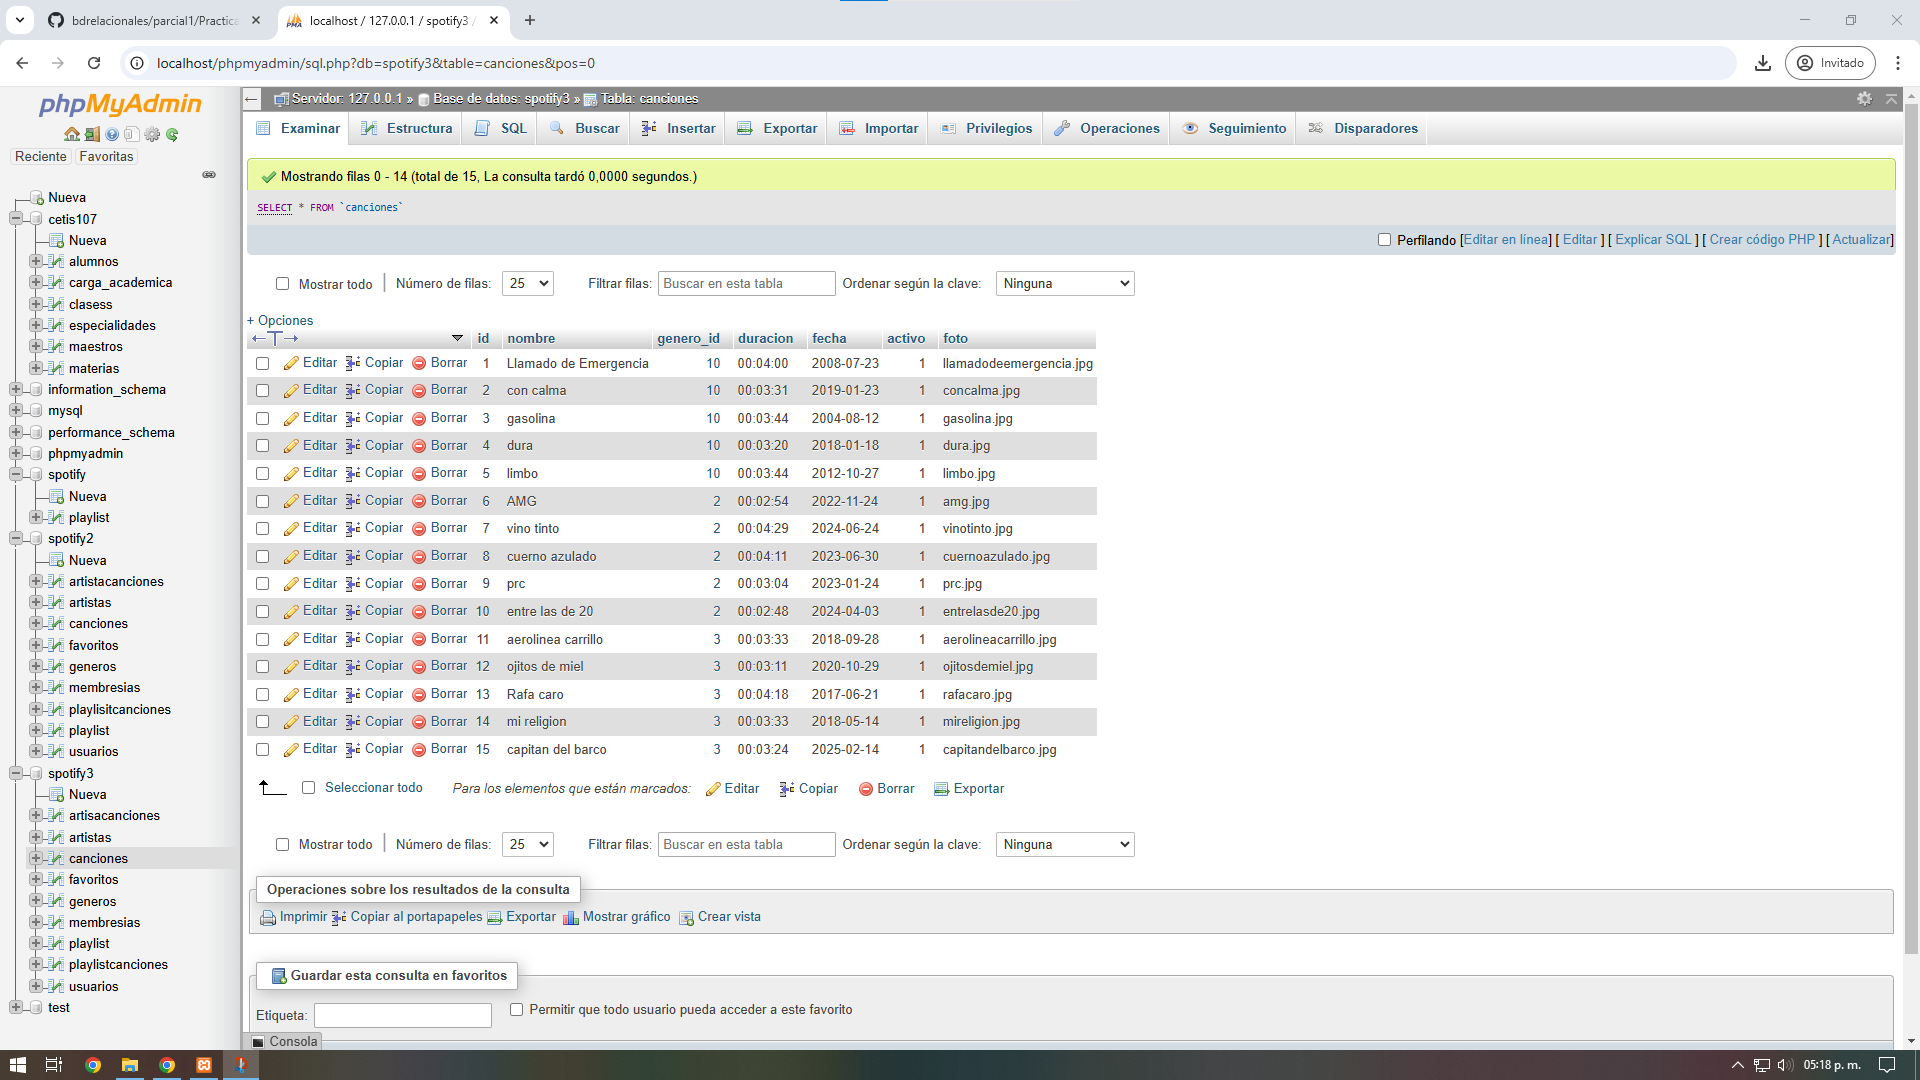 bdrelacionales/parcial1/Practica
localhost / 127.0.0.1 / spotify3 /
localhost/phpmyadmin/sql.php?db=spotify3&table=canciones&pos=0
Invitado
phpMyAdmin
Reciente Favoritas
Nueva
cetis107
Nueva
alumnos
carga_academica
clasess
especialidades
maestros
materias
information_schema
mysql
performance_schema
phpmyadmin
spotify
Nueva
playlist
spotify2
Nueva
artistacanciones
artistas
canciones
favoritos
generos
membresias
playlisitcanciones
playlist
usuarios
spotify3
Nueva
artisacanciones
artistas
canciones
favoritos
generos
membresias
playlist
playlistcanciones
usuarios
test
Servidor: 127.0.0.1 » Base de datos: spotify3 » Tabla: canciones
Examinar Estructura SQL Buscar Insertar Exportar Importar Privilegios Operaciones Seguimiento Disparadores
Mostrando filas 0 - 14 (total de 15, La consulta tardó 0,0000 segundos.)
SELECT * FROM `canciones`
Perfilando [Editar en línea] [ Editar ] [ Explicar SQL ] [ Crear código PHP ] [ Actualizar]
Mostrar todo Número de filas: 25 Filtrar filas: Buscar en esta tabla Ordenar según la clave: Ninguna
+ Opciones
←T→ id nombre genero_id duracion fecha activo foto
Editar Copiar Borrar 1 Llamado de Emergencia 10 00:04:00 2008-07-23 1 llamadodeemergencia.jpg
Editar Copiar Borrar 2 con calma 10 00:03:31 2019-01-23 1 concalma.jpg
Editar Copiar Borrar 3 gasolina 10 00:03:44 2004-08-12 1 gasolina.jpg
Editar Copiar Borrar 4 dura 10 00:03:20 2018-01-18 1 dura.jpg
Editar Copiar Borrar 5 limbo 10 00:03:44 2012-10-27 1 limbo.jpg
Editar Copiar Borrar 6 AMG 2 00:02:54 2022-11-24 1 amg.jpg
Editar Copiar Borrar 7 vino tinto 2 00:04:29 2024-06-24 1 vinotinto.jpg
Editar Copiar Borrar 8 cuerno azulado 2 00:04:11 2023-06-30 1 cuernoazulado.jpg
Editar Copiar Borrar 9 prc 2 00:03:04 2023-01-24 1 prc.jpg
Editar Copiar Borrar 10 entre las de 20 2 00:02:48 2024-04-03 1 entrelasde20.jpg
Editar Copiar Borrar 11 aerolinea carrillo 3 00:03:33 2018-09-28 1 aerolineacarrillo.jpg
Editar Copiar Borrar 12 ojitos de miel 3 00:03:11 2020-10-29 1 ojitosdemiel.jpg
Editar Copiar Borrar 13 Rafa caro 3 00:04:18 2017-06-21 1 rafacaro.jpg
Editar Copiar Borrar 14 mi religion 3 00:03:33 2018-05-14 1 mireligion.jpg
Editar Copiar Borrar 15 capitan del barco 3 00:03:24 2025-02-14 1 capitandelbarco.jpg
Seleccionar todo Para los elementos que están marcados: Editar Copiar Borrar Exportar
Mostrar todo Número de filas: 25 Filtrar filas: Buscar en esta tabla Ordenar según la clave: Ninguna
Operaciones sobre los resultados de la consulta
Imprimir Copiar al portapapeles Exportar Mostrar gráfico Crear vista
Guardar esta consulta en favoritos
Etiqueta: Permitir que todo usuario pueda acceder a este favorito
Consola
05:18 p. m.